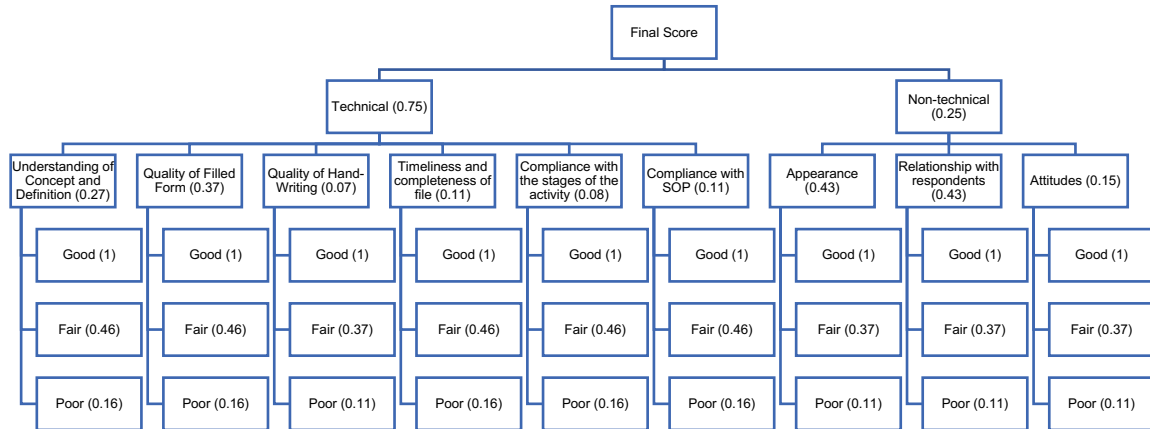 Final Score
Technical (0.75)
Non-technical
(0.25)
Understanding of
Concept and
Definition (0.27)
Quality of Filled
Form (0.37)
Quality of Hand-
Writing (0.07)
Timeliness and
completeness of
file (0.11)
Compliance with
the stages of the
activity (0.08)
Compliance with
SOP (0.11)
Appearance
(0.43)
Relationship with
respondents
(0.43)
Attitudes (0.15)
Good (1)
Good (1)
Good (1)
Good (1)
Good (1)
Good (1)
Good (1)
Good (1)
Good (1)
Fair (0.46)
Fair (0.46)
Fair (0.37)
Fair (0.46)
Fair (0.46)
Fair (0.46)
Fair (0.37)
Fair (0.37)
Fair (0.37)
Poor (0.16)
Poor (0.16)
Poor (0.11)
Poor (0.16)
Poor (0.16)
Poor (0.16)
Poor (0.11)
Poor (0.11)
Poor (0.11)